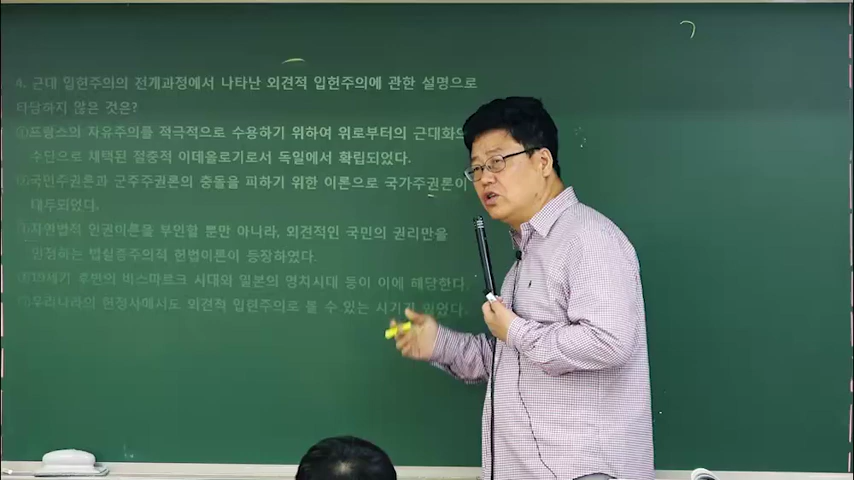 4. 근대 입헌주의의 전개과정에서 나타난 외견적 입헌주의에 관한 설명으로
타당하지 않은 것은?
①프랑스의 자유주의를 적극적으로 수용하기 위하여 위로부터의 근대화의
수단으로 채택된 절충적 이데올로기로서 독일에서 확립되었다.
②국민주권론과 군주주권론의 충돌을 피하기 위한 이론으로 국가주권론이
대두되었다.
③자연법적 인권이론을 부인할 뿐만 아니라, 외견적인 국민의 권리만을
인정하는 법실증주의적 헌법이론이 등장하였다.
④19세기 후반의 비스마르크 시대와 일본의 명치시대 등이 이에 해당한다.
⑤우리나라의 헌정사에서도 외견적 입헌주의로 볼 수 있는 시기가 있었다.